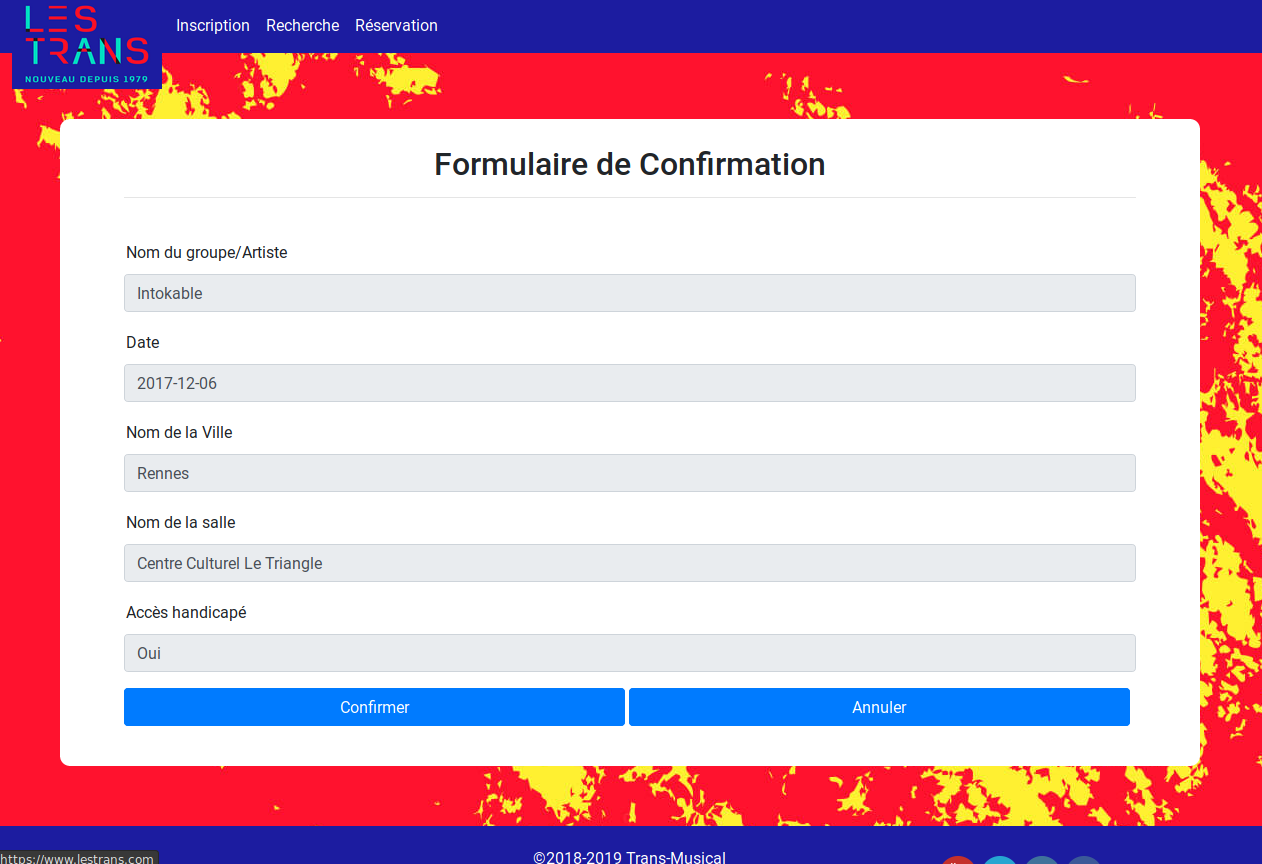 LES
TRANS
NOUVEAU DEPUIS 1979
Inscription Recherche Réservation
Formulaire de Confirmation
Nom du groupe/Artiste
Intokable
Date
2017-12-06
Nom de la Ville
Rennes
Nom de la salle
Centre Culturel Le Triangle
Accès handicapé
Oui
Confirmer Annuler
©2018-2019 Trans-Musical
https://www.lestrans.com